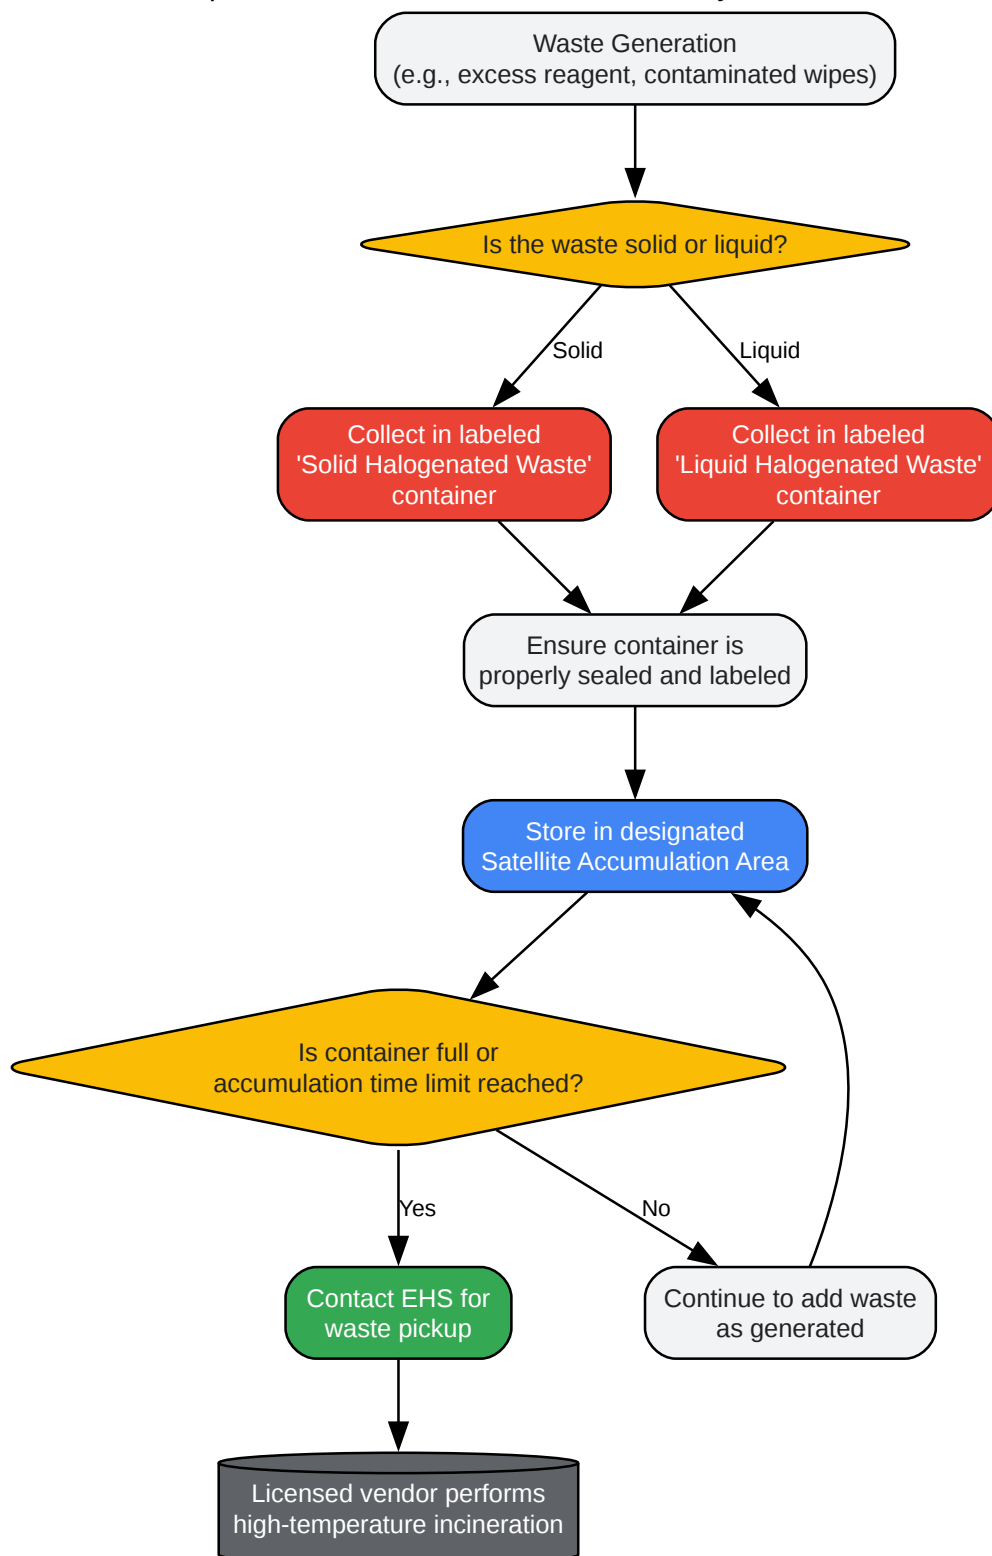 Waste Generation
(e.g., excess reagent, contaminated wipes)
Is the waste solid or liquid?
Solid
Liquid
Collect in labeled
'Solid Halogenated Waste'
container
Collect in labeled
'Liquid Halogenated Waste'
container
Ensure container is
properly sealed and labeled
Store in designated
Satellite Accumulation Area
Is container full or
accumulation time limit reached?
Yes
No
Contact EHS for
waste pickup
Continue to add waste
as generated
Licensed vendor performs
high-temperature incineration